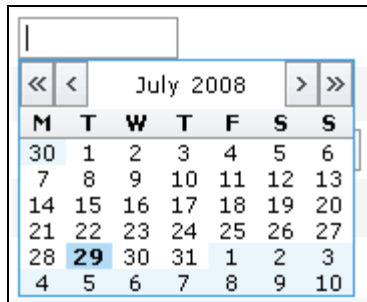 « < July 2008 > »
M T W T F S S
30 1 2 3 4 5 6
7 8 9 10 11 12 13
14 15 16 17 18 19 20
21 22 23 24 25 26 27
28 29 30 31 1 2 3
4 5 6 7 8 9 10